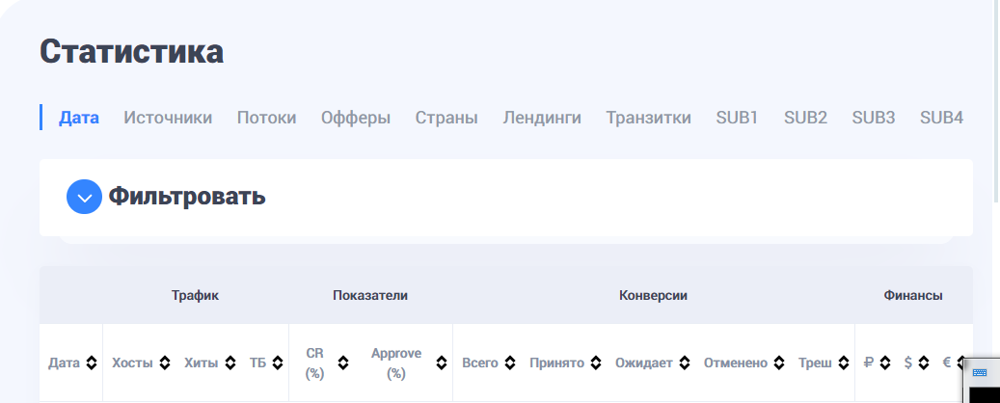 Статистика
Дата Источники Потоки Офферы Страны Лендинги Транзитки SUB1 SUB2 SUB3 SUB4
Фильтровать
Трафик Показатели Конверсии Финансы
Дата Хосты Хиты ТБ CR (%) Approve (%) Всего Принято Ожидает Отменено Треш ₽ $ €